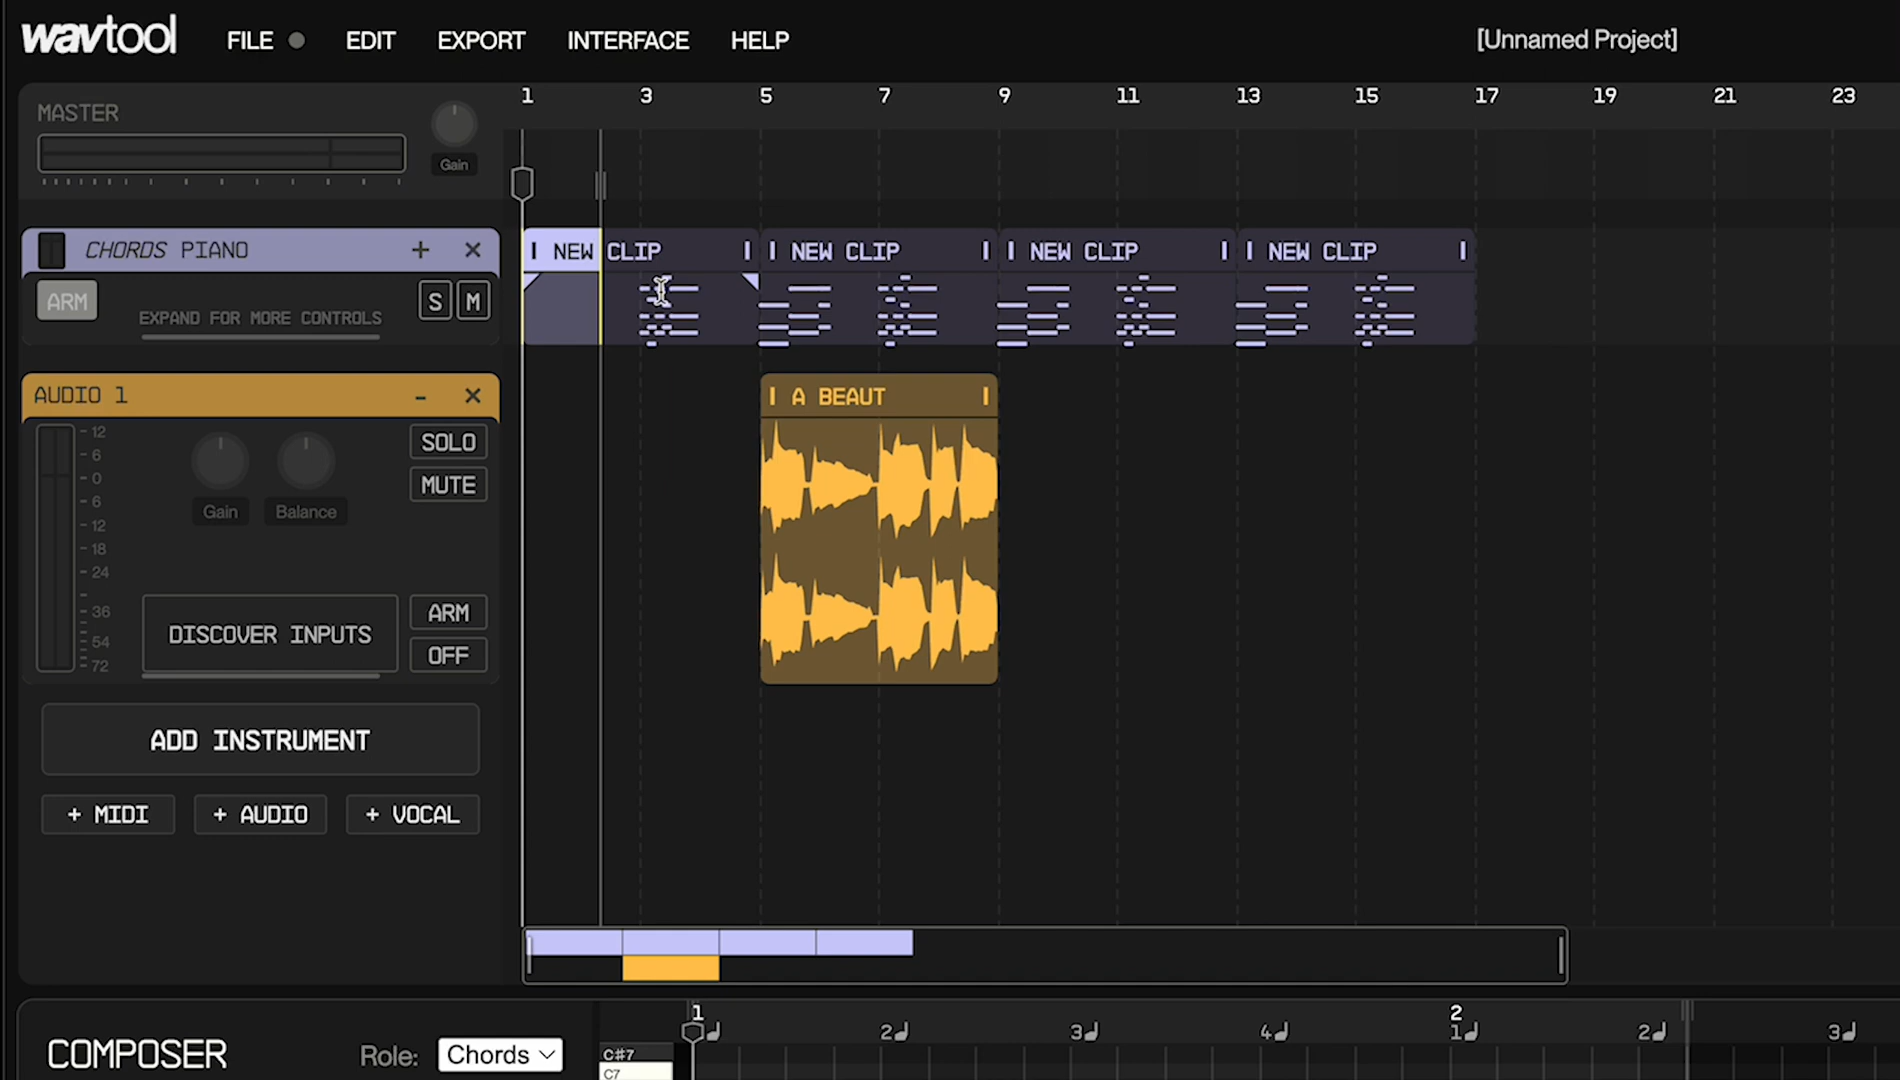 wavtool FILE EDIT EXPORT INTERFACE HELP [Unnamed Project]
1 3 5 7 9 11 13 15 17 19 21 23
MASTER
Gain
CHORDS PIANO + ×
NEW CLIP NEW CLIP NEW CLIP NEW CLIP
ARM EXPAND FOR MORE CONTROLS S M
AUDIO 1 - ×
A BEAUT
12
6
0
6
12
18
24
36
54
72
Gain Balance
SOLO
MUTE
DISCOVER INPUTS
ARM
OFF
ADD INSTRUMENT
+ MIDI + AUDIO + VOCAL
1 2
2 3 4 1 2 3
COMPOSER Role: Chords
C#7
C7